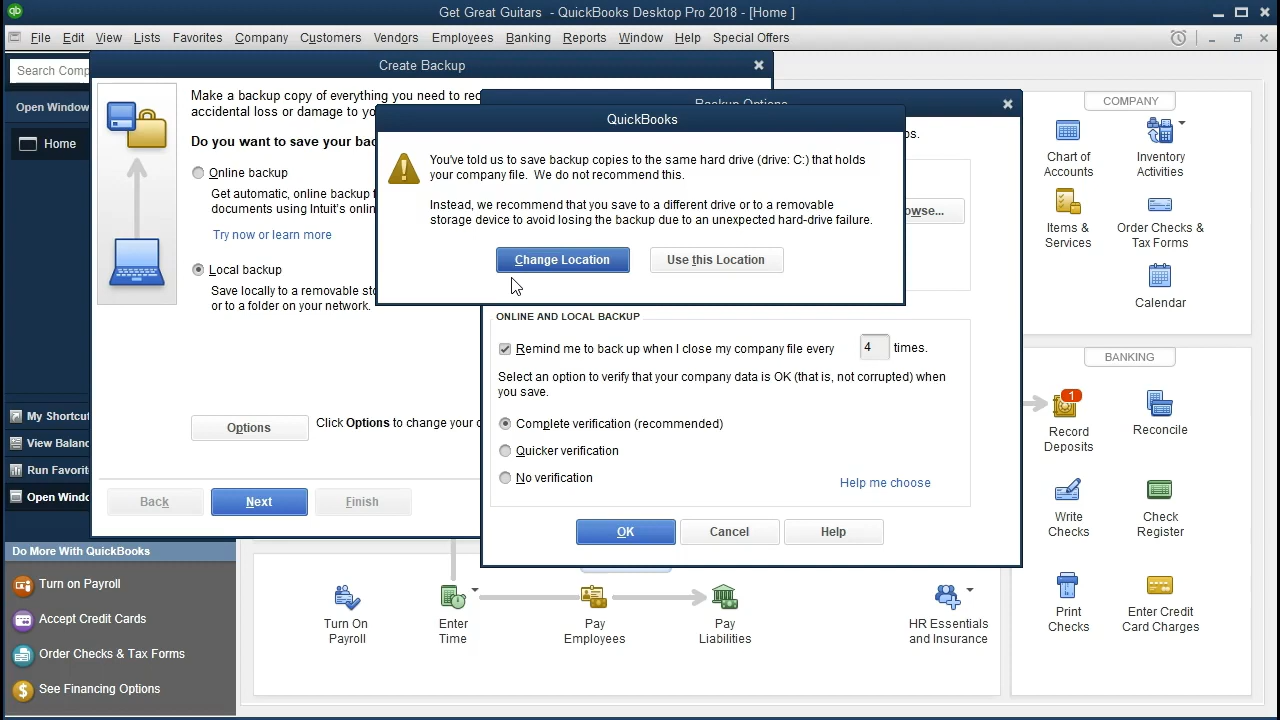 Get Great Guitars - QuickBooks Desktop Pro 2018 - [Home ]
File Edit View Lists Favorites Company Customers Vendors Employees Banking Reports Window Help Special Offers
Search Comp
Open Window
Home
My Shortcut
View Balanc
Run Favorit
Open Windo
Do More With QuickBooks
Turn on Payroll
Accept Credit Cards
Order Checks & Tax Forms
See Financing Options
Create Backup
Make a backup copy of everything you need to rec
accidental loss or damage to yo
Do you want to save your bac
Online backup
Get automatic, online backup f
documents using Intuit's onlin
Try now or learn more
Local backup
Save locally to a removable sto
or to a folder on your network.
Options
Click Options to change your d
Back
Next
Finish
Backup Options
ps.
owse...
QuickBooks
You've told us to save backup copies to the same hard drive (drive: C:) that holds
your company file. We do not recommend this.
Instead, we recommend that you save to a different drive or to a removable
storage device to avoid losing the backup due to an unexpected hard-drive failure.
Change Location
Use this Location
ONLINE AND LOCAL BACKUP
Remind me to back up when I close my company file every 4 times.
Select an option to verify that your company data is OK (that is, not corrupted) when
you save.
Complete verification (recommended)
Quicker verification
No verification
Help me choose
OK
Cancel
Help
COMPANY
Chart of
Accounts
Inventory
Activities
Items &
Services
Order Checks &
Tax Forms
Calendar
BANKING
1
Record
Deposits
Reconcile
Write
Checks
Check
Register
Print
Checks
Enter Credit
Card Charges
Turn On
Payroll
Enter
Time
Pay
Employees
Pay
Liabilities
HR Essentials
and Insurance